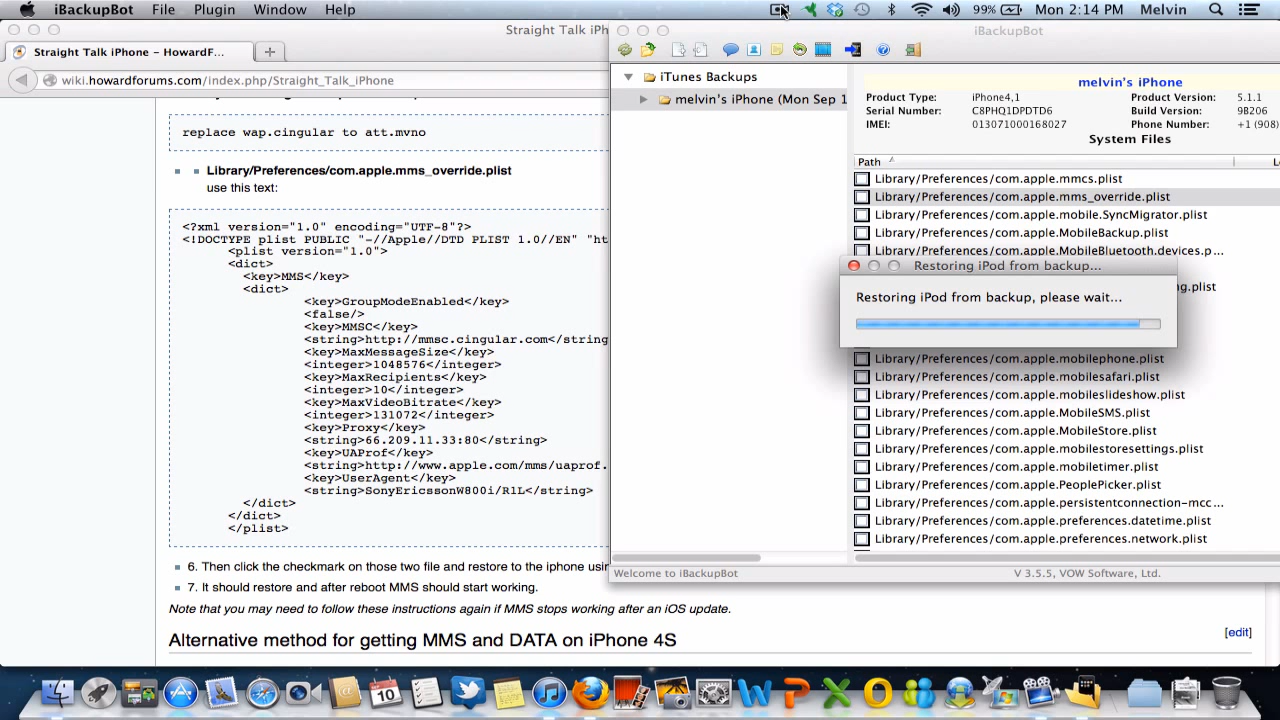 iBackupBot File Plugin Window Help 99% Mon 2:14 PM Melvin
Straight Talk iPhone – HowardF...
Straight Talk iP
wiki.howardforums.com/index.php/Straight_Talk_iPhone
replace wap.cingular to att.mvno
Library/Preferences/com.apple.mms_override.plist
use this text:
<?xml version="1.0" encoding="UTF-8"?>
<!DOCTYPE plist PUBLIC "-//Apple//DTD PLIST 1.0//EN" "ht
<plist version="1.0">
<dict>
<key>MMS</key>
<dict>
<key>GroupModeEnabled</key>
<false/>
<key>MMSC</key>
<string>http://mmsc.cingular.com</string>
<key>MaxMessageSize</key>
<integer>1048576</integer>
<key>MaxRecipients</key>
<integer>10</integer>
<key>MaxVideoBitrate</key>
<integer>131072</integer>
<key>Proxy</key>
<string>66.209.11.33:80</string>
<key>UAProf</key>
<string>http://www.apple.com/mms/uaprof.
<key>UserAgent</key>
<string>SonyEricssonW800i/R1L</string>
</dict>
</dict>
</plist>
6. Then click the checkmark on those two file and restore to the iphone usin
7. It should restore and after reboot MMS should start working.
Note that you may need to follow these instructions again if MMS stops working after an iOS update.
Alternative method for getting MMS and DATA on iPhone 4S
[edit]
iBackupBot
iTunes Backups
melvin's iPhone (Mon Sep 1
melvin's iPhone
Product Type: iPhone4,1 Product Version: 5.1.1
Serial Number: C8PHQ1DPDTD6 Build Version: 9B206
IMEI: 013071000168027 Phone Number: +1 (908)
System Files
Path
Library/Preferences/com.apple.mmcs.plist
Library/Preferences/com.apple.mms_override.plist
Library/Preferences/com.apple.mobile.SyncMigrator.plist
Library/Preferences/com.apple.MobileBackup.plist
Library/Preferences/com.apple.MobileBluetooth.devices.p...
Restoring iPod from backup...
ng.plist
Restoring iPod from backup, please wait...
Library/Preferences/com.apple.mobilephone.plist
Library/Preferences/com.apple.mobilesafari.plist
Library/Preferences/com.apple.mobileslideshow.plist
Library/Preferences/com.apple.MobileSMS.plist
Library/Preferences/com.apple.MobileStore.plist
Library/Preferences/com.apple.mobilestoresettings.plist
Library/Preferences/com.apple.mobiletimer.plist
Library/Preferences/com.apple.PeoplePicker.plist
Library/Preferences/com.apple.persistentconnection-mcc...
Library/Preferences/com.apple.preferences.datetime.plist
Library/Preferences/com.apple.preferences.network.plist
Welcome to iBackupBot
V 3.5.5, VOW Software, Ltd.
10